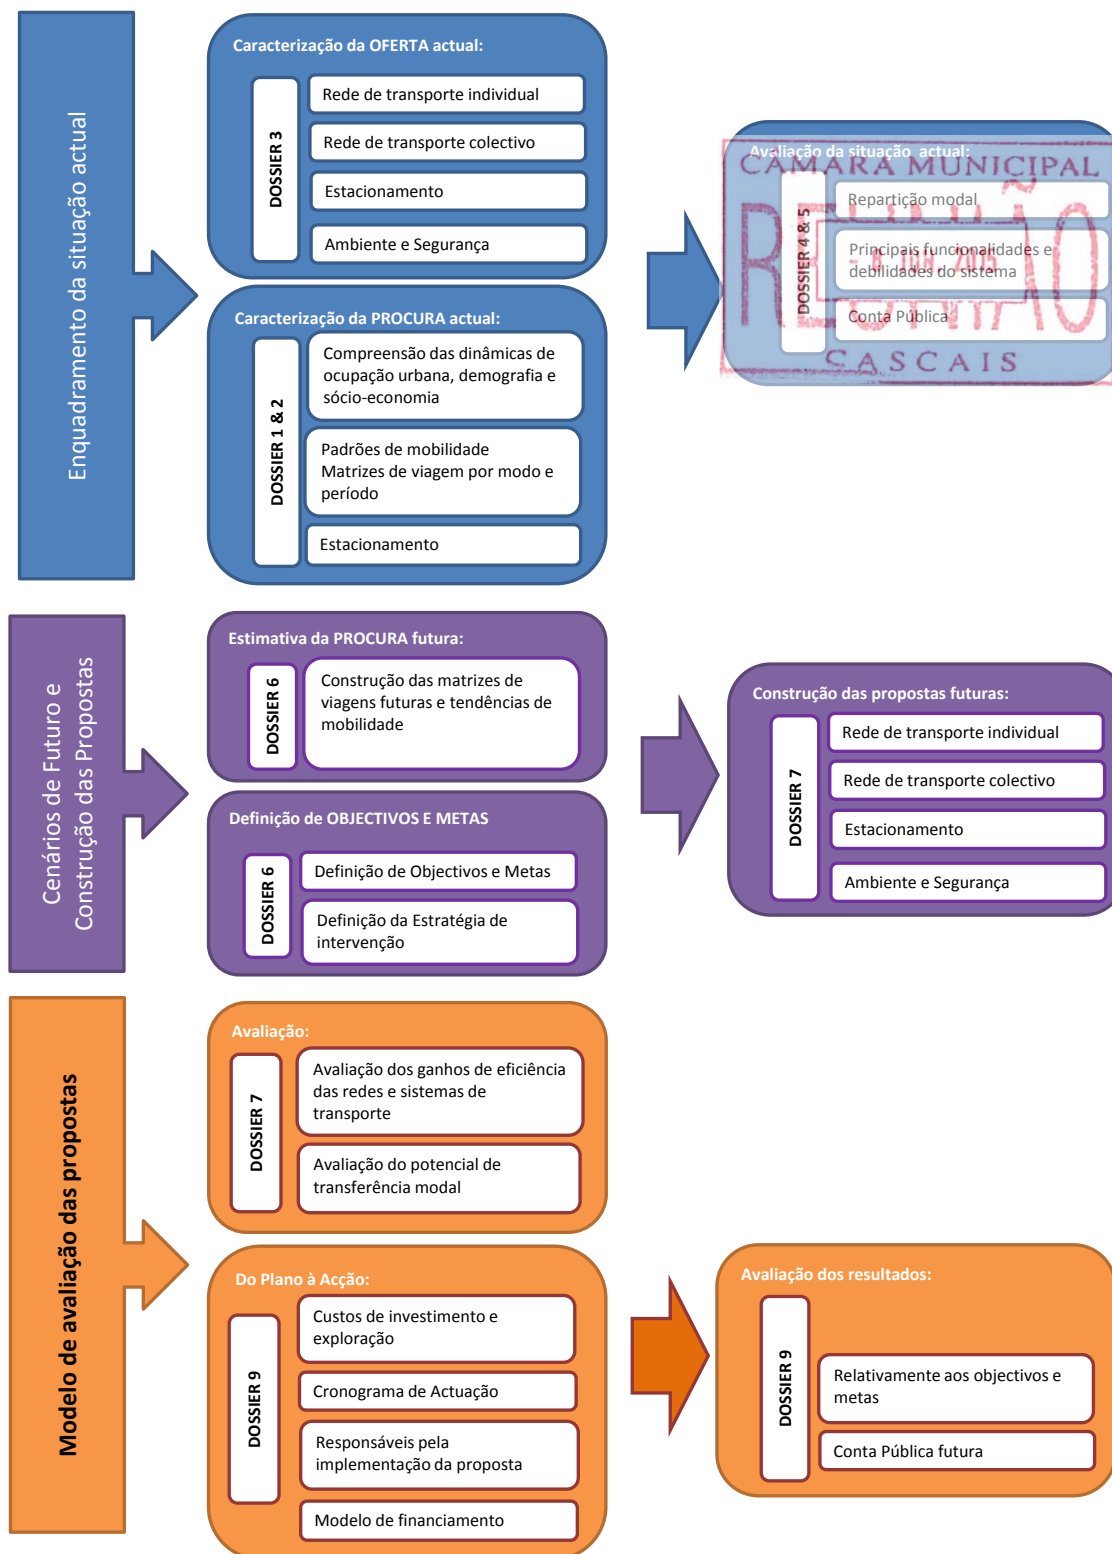 Enquadramento da situação actual
Caracterização da OFERTA actual:
DOSSIER 3
Rede de transporte individual
Rede de transporte colectivo
Estacionamento
Ambiente e Segurança
Caracterização da PROCURA actual:
DOSSIER 1 & 2
Compreensão das dinâmicas de
ocupação urbana, demografia e
sócio-economia
Padrões de mobilidade
Matrizes de viagem por modo e
período
Estacionamento
Avaliação da situação actual:
DOSSIER 4 & 5
Repartição modal
Principais funcionalidades e
debilidades do sistema
Conta Pública
CÂMARA MUNICIPAL
REUNIÃO
CASCAIS
Cenários de Futuro e
Construção das Propostas
Estimativa da PROCURA futura:
DOSSIER 6
Construção das matrizes de
viagens futuras e tendências de
mobilidade
Definição de OBJECTIVOS E METAS
DOSSIER 6
Definição de Objectivos e Metas
Definição da Estratégia de
intervenção
Construção das propostas futuras:
DOSSIER 7
Rede de transporte individual
Rede de transporte colectivo
Estacionamento
Ambiente e Segurança
Modelo de avaliação das propostas
Avaliação:
DOSSIER 7
Avaliação dos ganhos de eficiência
das redes e sistemas de
transporte
Avaliação do potencial de
transferência modal
Do Plano à Acção:
DOSSIER 9
Custos de investimento e
exploração
Cronograma de Actuação
Responsáveis pela
implementação da proposta
Modelo de financiamento
Avaliação dos resultados:
DOSSIER 9
Relativamente aos objectivos e
metas
Conta Pública futura